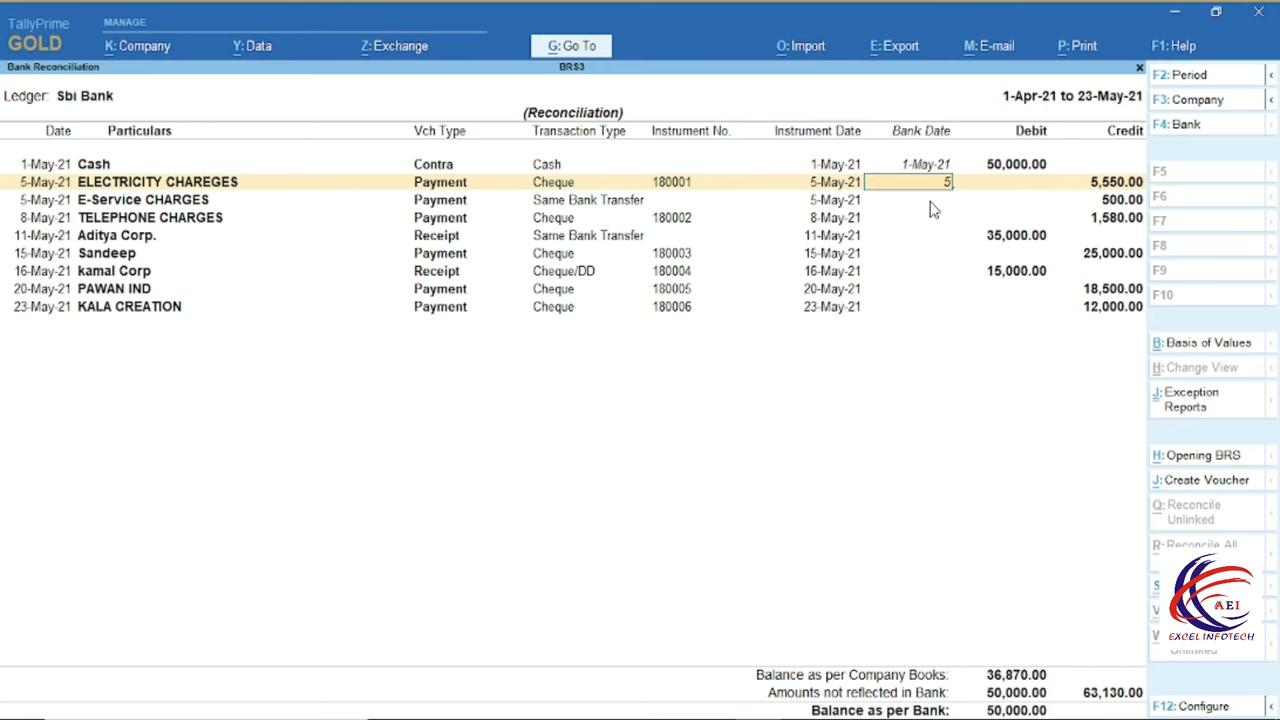 TallyPrime
GOLD
MANAGE
K: Company
Y: Data
Z: Exchange
G: Go To
O: Import
E: Export
M: E-mail
P: Print
F1: Help
Bank Reconciliation
BRS3
x
Ledger: Sbi Bank
1-Apr-21 to 23-May-21
(Reconciliation)
Date Particulars Vch Type Transaction Type Instrument No. Instrument Date Bank Date Debit Credit
1-May-21 Cash Contra Cash 1-May-21 1-May-21 50,000.00
5-May-21 ELECTRICITY CHAREGES Payment Cheque 180001 5-May-21 5 5,550.00
5-May-21 E-Service CHARGES Payment Same Bank Transfer 5-May-21 500.00
8-May-21 TELEPHONE CHARGES Payment Cheque 180002 8-May-21 1,580.00
11-May-21 Aditya Corp. Receipt Same Bank Transfer 11-May-21 35,000.00
15-May-21 Sandeep Payment Cheque 180003 15-May-21 25,000.00
16-May-21 kamal Corp Receipt Cheque/DD 180004 16-May-21 15,000.00
20-May-21 PAWAN IND Payment Cheque 180005 20-May-21 18,500.00
23-May-21 KALA CREATION Payment Cheque 180006 23-May-21 12,000.00
Balance as per Company Books: 36,870.00
Amounts not reflected in Bank: 50,000.00 63,130.00
Balance as per Bank: 50,000.00
F2: Period
F3: Company
F4: Bank
F5
F6
F7
F8
F9
F10
B: Basis of Values
H: Change View
J: Exception
Reports
H: Opening BRS
J: Create Voucher
Q: Reconcile
Unlinked
R: Reconcile All
S
V
W
Unlinked
AEI
EXCEL INFOTECH
F12: Configure